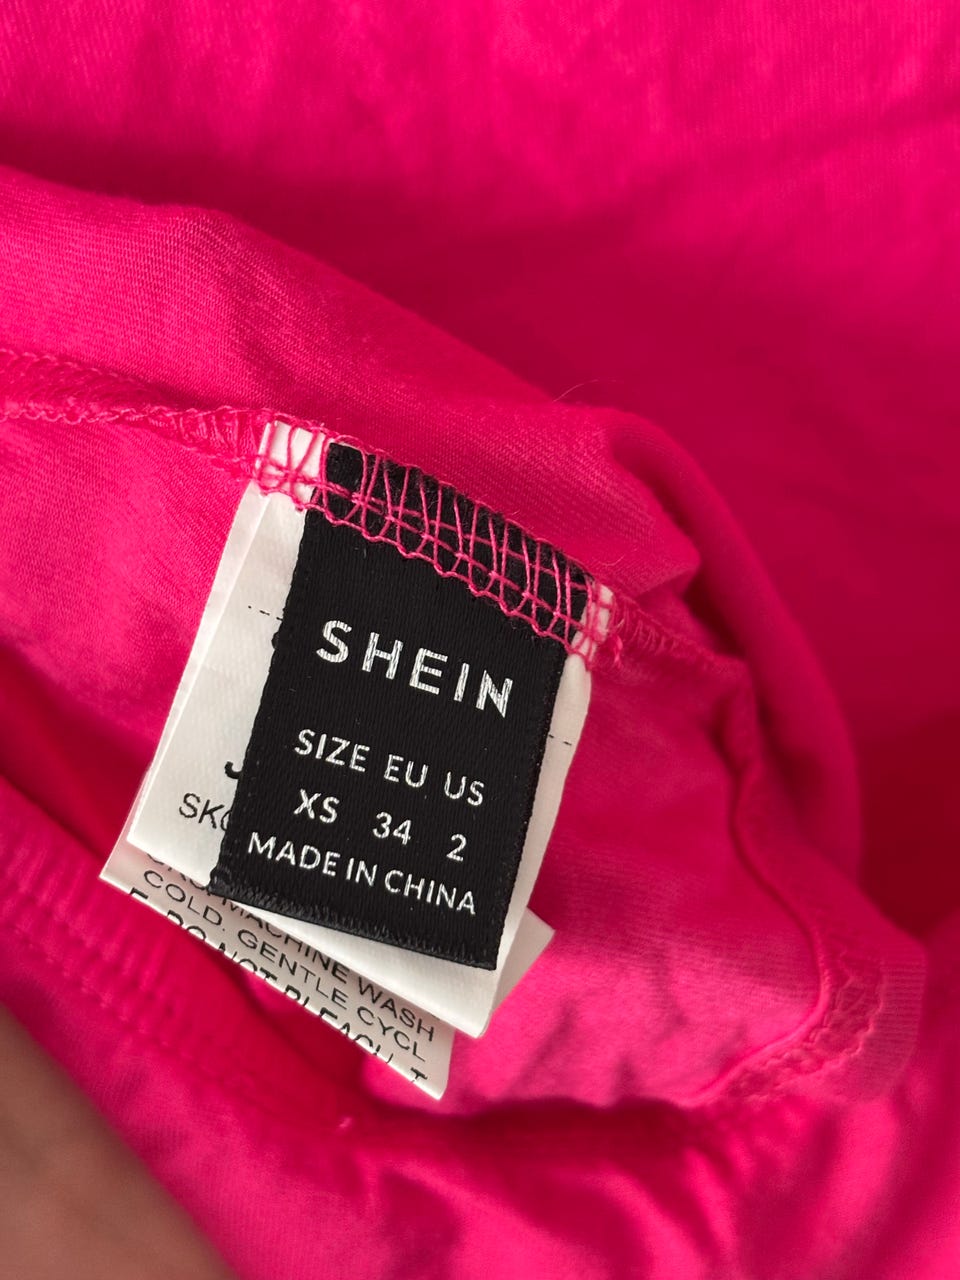 SHEIN
SIZE EU US
XS 34 2
MADE IN CHINA
MACHINE WASH
COLD. GENTLE CYCL
DO NOT BLEACH